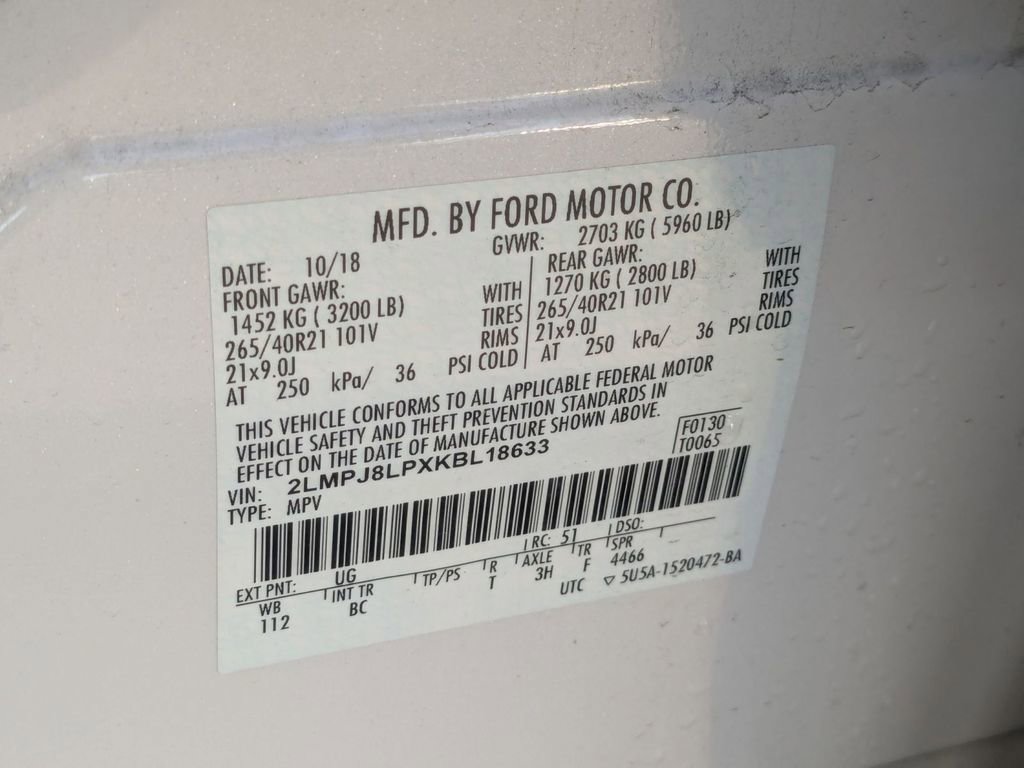 MFD. BY FORD MOTOR CO.
DATE: 10/18 GVWR: 2703 KG ( 5960 LB)
FRONT GAWR: REAR GAWR:
1452 KG ( 3200 LB) WITH 1270 KG ( 2800 LB) WITH
265/40R21 101V TIRES 265/40R21 101V TIRES
21x9.0J RIMS 21x9.0J RIMS
AT 250 kPa/ 36 PSI COLD AT 250 kPa/ 36 PSI COLD
THIS VEHICLE CONFORMS TO ALL APPLICABLE FEDERAL MOTOR
VEHICLE SAFETY AND THEFT PREVENTION STANDARDS IN
EFFECT ON THE DATE OF MANUFACTURE SHOWN ABOVE.
F0130
VIN: 2LMPJ8LPXKBL18633 T0065
TYPE: MPV
EXT PNT: UG RC: 51 DSO:
WB INT TR TP/PS R AXLE TR SPR
112 BC T 3H F 4466
UTC ▽ 5U5A-1520472-BA